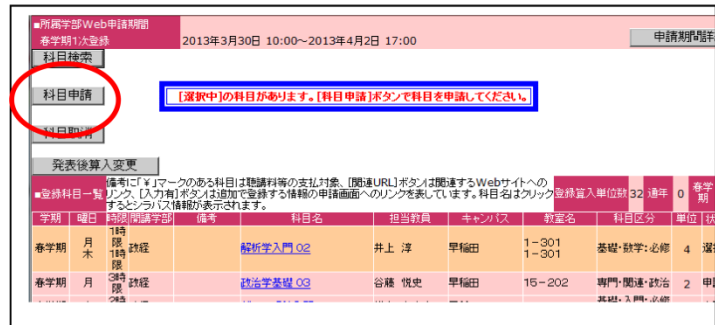 ■所属学部Web申請期間
春学期1次登録 2013年3月30日 10:00～2013年4月2日 17:00 申請期間詳
科目検索
科目申請 [選択中]の科目があります。[科目申請]ボタンで科目を申請してください。
科目取消
発表後算入変更
■登録科目一覧 備考に「￥」マークのある科目は聴講料等の支払対象、[関連URL]ボタンは関連するWebサイトへの
リンク、[入力有]ボタンは追加で登録する情報の申請画面へのリンクを表しています。科目名はクリック
するとシラバス情報が表示されます。 登録算入単位数 32 通年 0 春学期
学期 曜日 時限 開講学部 備考 科目名 担当教員 キャンパス 教室名 科目区分 単位 状
春学期 月 1時限 政経 解析学入門 02 井上 淳 早稲田 1-301 基礎・数学:必修 4 選
木 1時限 1-301
春学期 月 3時限 政経 政治学基礎 03 谷藤 悦史 早稲田 15-202 専門・関連・政治 2 申